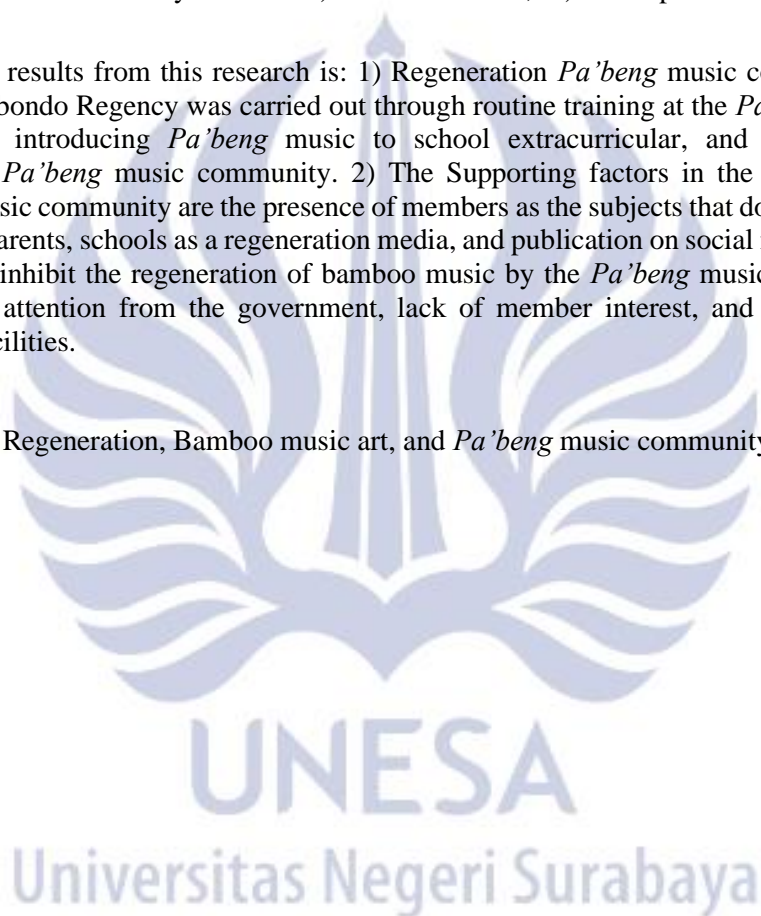 results from this research is: 1) Regeneration Pa’beng music co
bondo Regency was carried out through routine training at the Pa
introducing Pa’beng music to school extracurricular, and
Pa’beng music community. 2) The Supporting factors in the
sic community are the presence of members as the subjects that do
arents, schools as a regeneration media, and publication on social
inhibit the regeneration of bamboo music by the Pa’beng music
attention from the government, lack of member interest, and
cilities.
Regeneration, Bamboo music art, and Pa’beng music community
UNESA
Universitas Negeri Surabaya